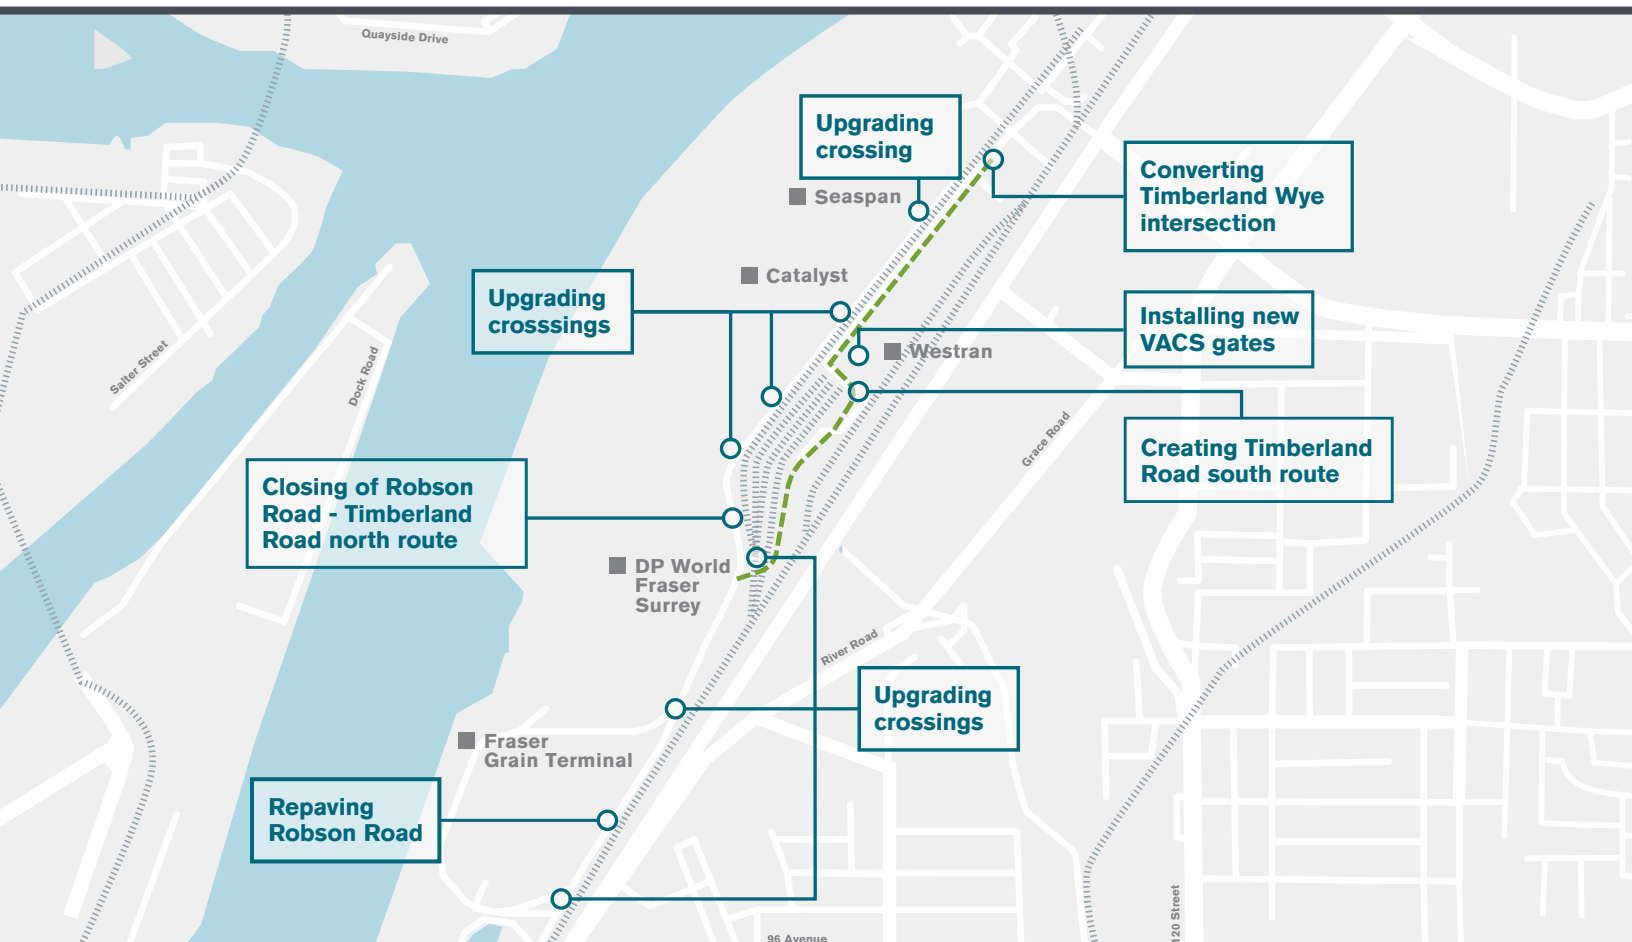 Quayside Drive
Upgrading
crossing
Converting
Timberland Wye
intersection
Seaspan
Catalyst
Upgrading
crosssings
Installing new
VACS gates
Westran
Salter Street
Dock Road
Grace Road
Creating Timberland
Road south route
Closing of Robson
Road - Timberland
Road north route
DP World
Fraser
Surrey
River Road
Upgrading
crossings
Fraser
Grain Terminal
Repaving
Robson Road
120 Street
96 Avenue